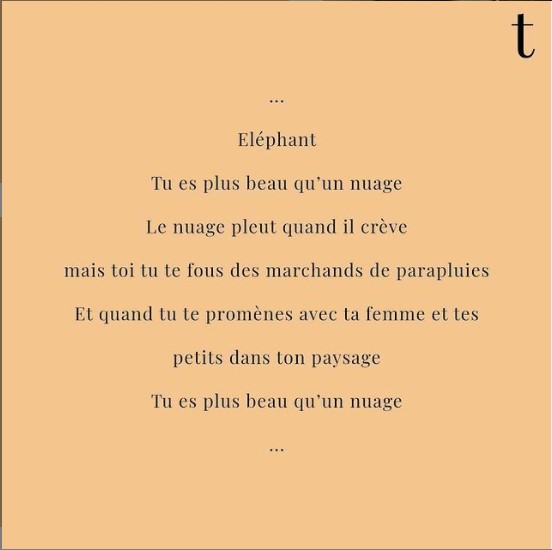 t
...
Eléphant
Tu es plus beau qu’un nuage
Le nuage pleut quand il crève
mais toi tu te fous des marchands de parapluies
Et quand tu te promènes avec ta femme et tes
petits dans ton paysage
Tu es plus beau qu’un nuage
...